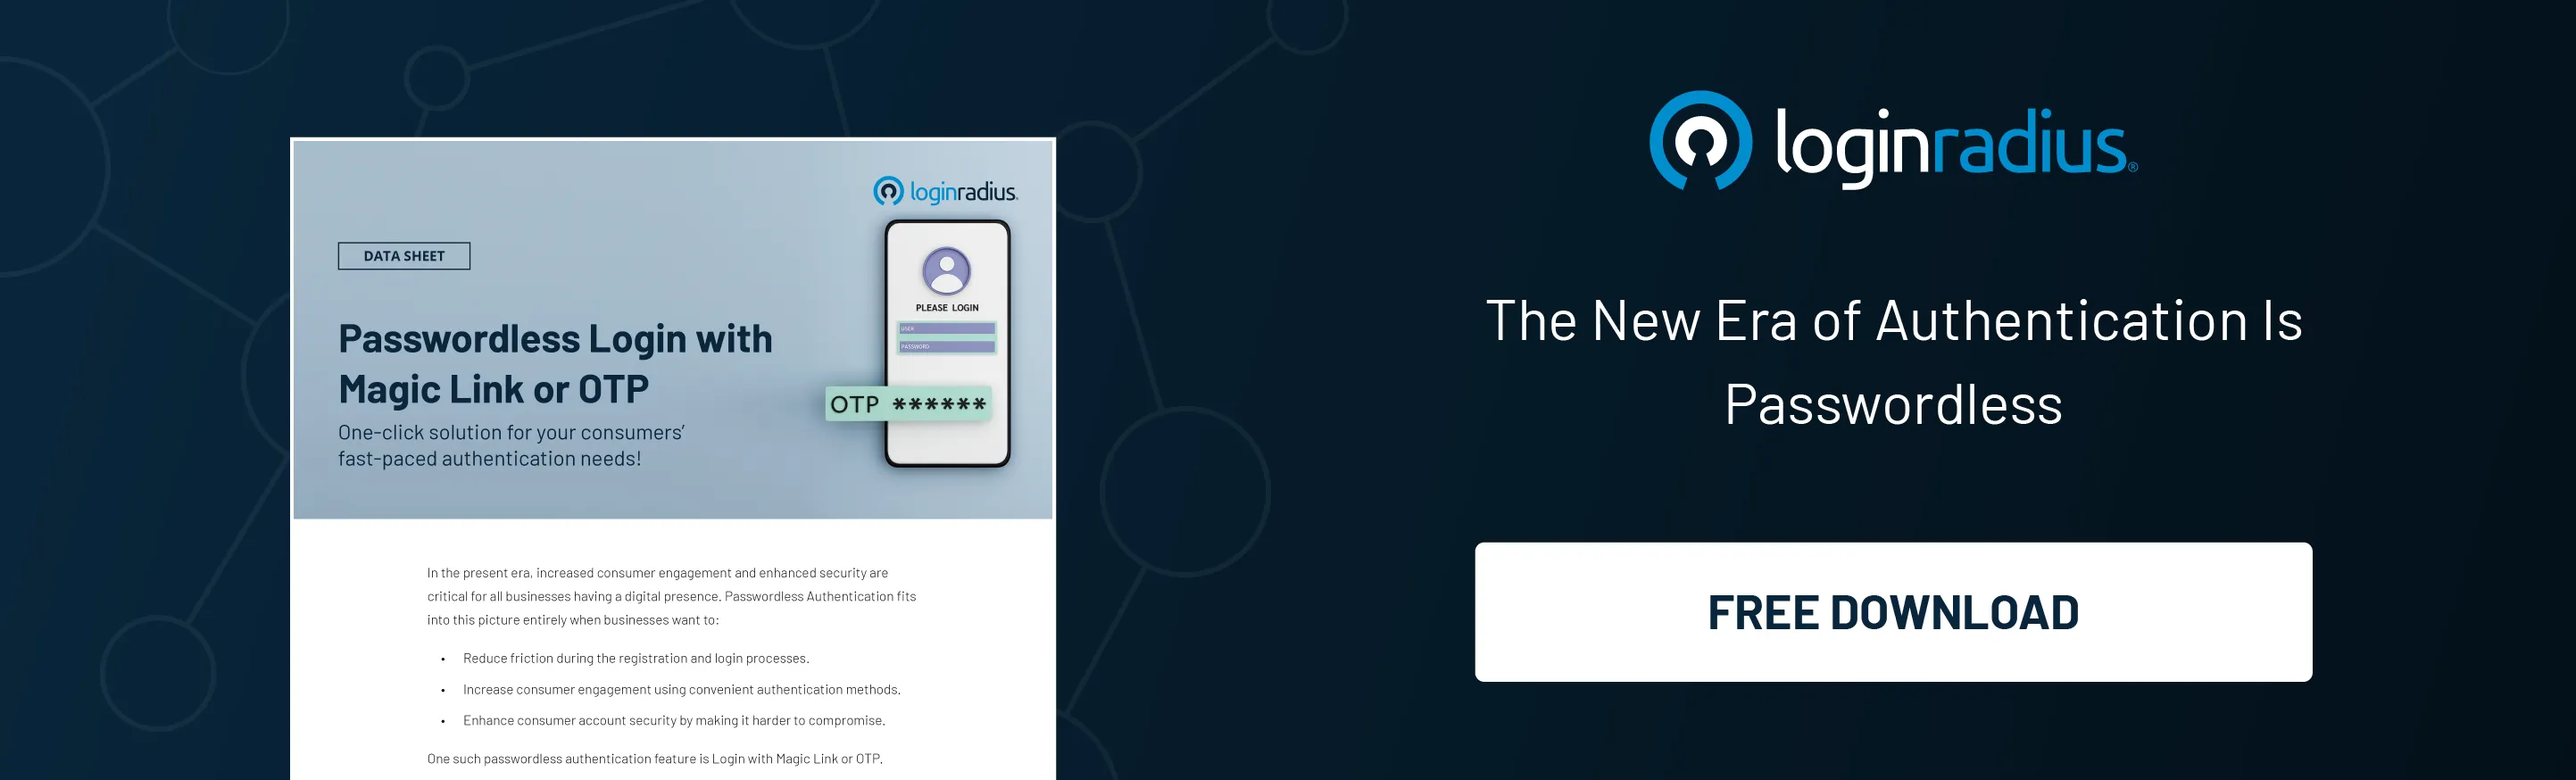 loginradius
DATA SHEET
PLEASE LOGIN
USER
PASSWORD
Passwordless Login with
Magic Link or OTP
OTP ******
One-click solution for your consumers’
fast-paced authentication needs!
In the present era, increased consumer engagement and enhanced security are
critical for all businesses having a digital presence. Passwordless Authentication fits
into this picture entirely when businesses want to:
• Reduce friction during the registration and login processes.
• Increase consumer engagement using convenient authentication methods.
• Enhance consumer account security by making it harder to compromise.
One such passwordless authentication feature is Login with Magic Link or OTP.
loginradius®
The New Era of Authentication Is
Passwordless
FREE DOWNLOAD